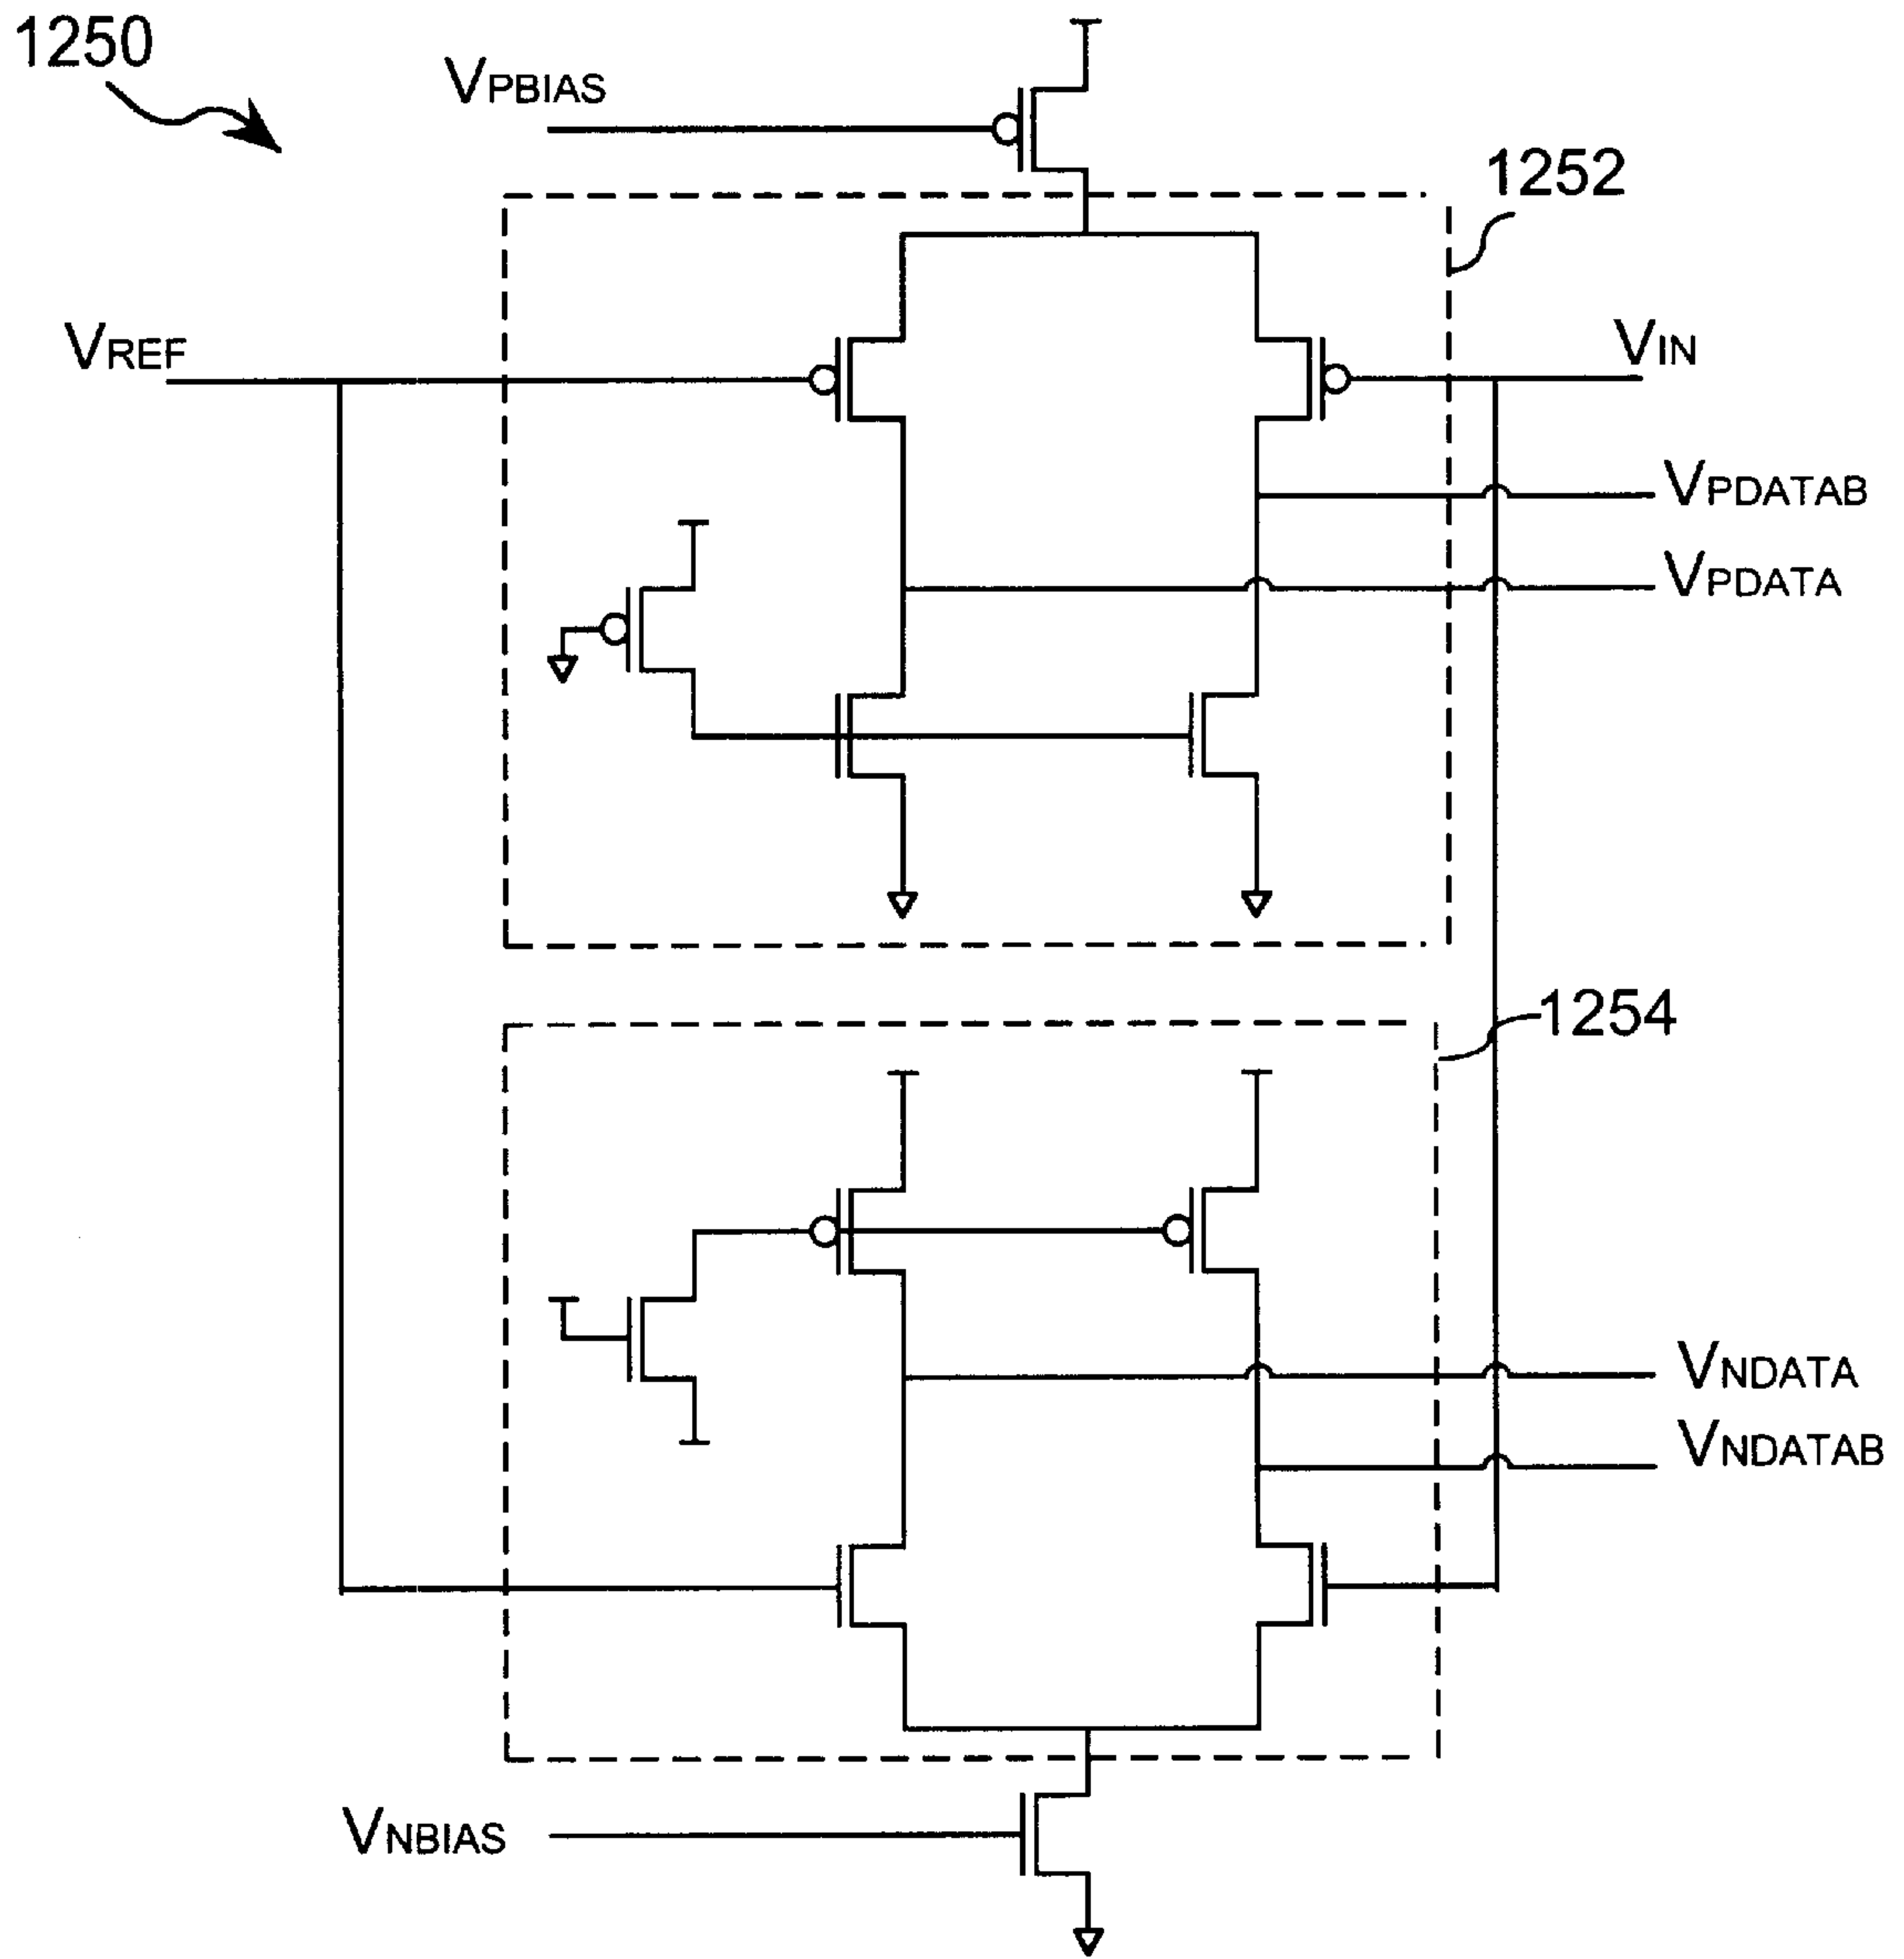 1250
VPBIAS
1252
VREF
VIN
VPDATAB
VPDATA
1254
VNDATA
VNDATAB
VNBIAS